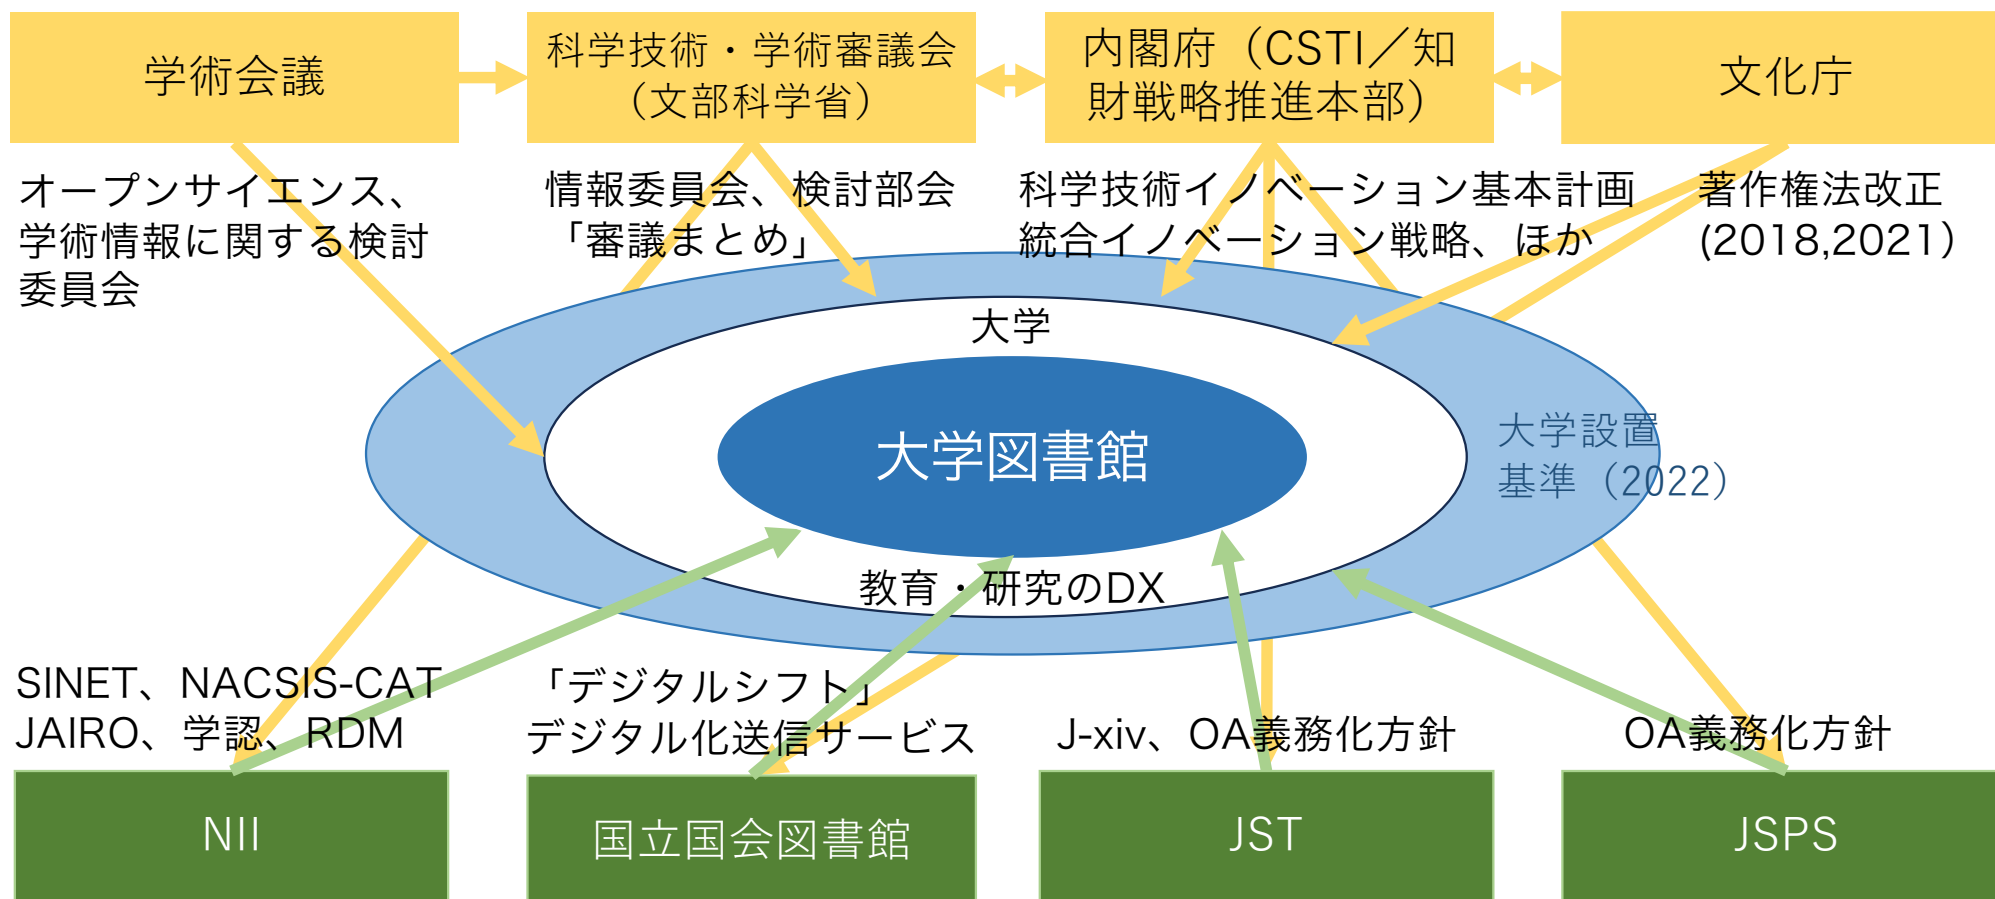 学術会議
科学技術・学術審議会
（文部科学省）
内閣府（CSTI／知
財戦略推進本部）
文化庁
オープンサイエンス、
学術情報に関する検討
委員会
情報委員会、検討部会
「審議まとめ」
科学技術イノベーション基本計画
統合イノベーション戦略、ほか
著作権法改正
(2018,2021）
大学
大学図書館
大学設置
基準（2022）
教育・研究のDX
SINET、NACSIS-CAT
JAIRO、学認、RDM
「デジタルシフト」
デジタル化送信サービス
J-xiv、OA義務化方針
OA義務化方針
NII
国立国会図書館
JST
JSPS